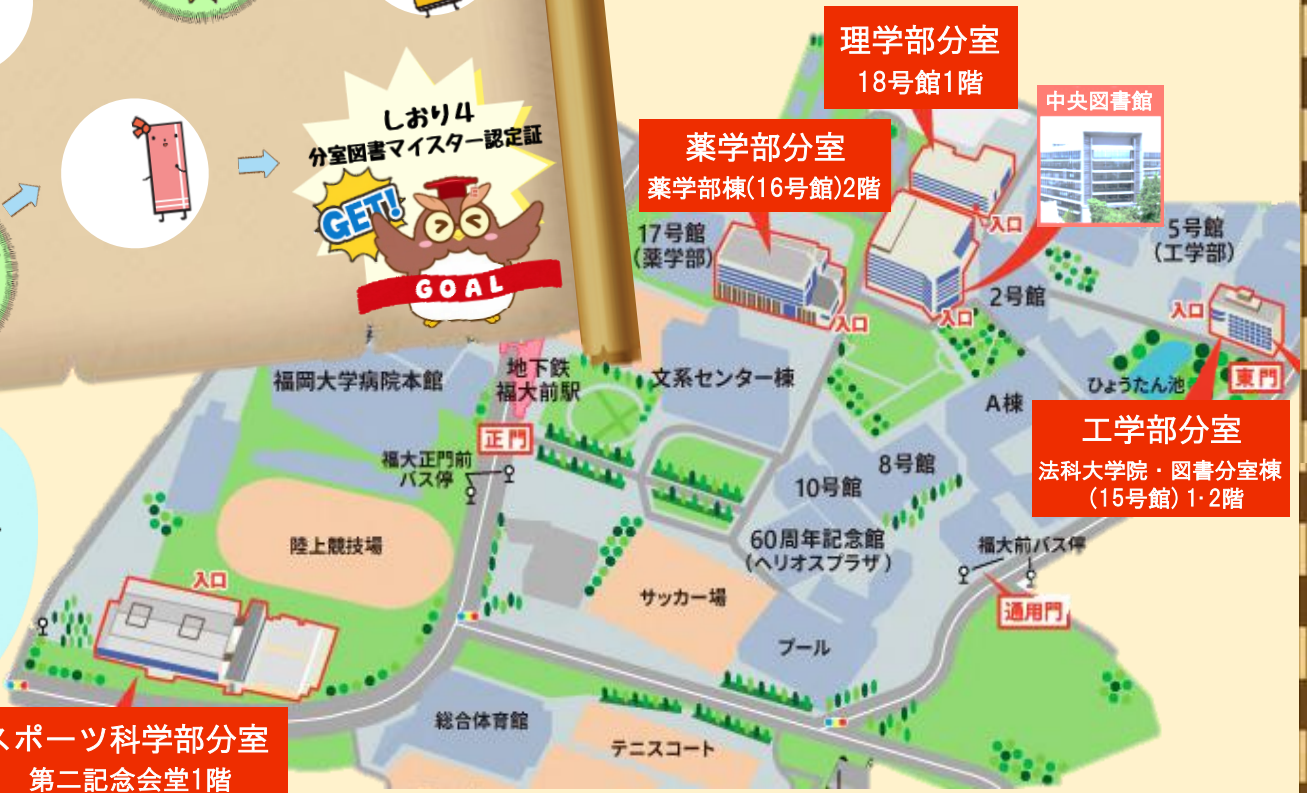 しおり4
分室図書マイスター認定証
GET!
GOAL
理学部分室
18号館1階
中央図書館
薬学部分室
薬学部棟(16号館)2階
17号館
(薬学部)
5号館
(工学部)
入口
2号館
入口
入口
入口
地下鉄
福大前駅
福岡大学病院本館
文系センター棟
ひょうたん池
東門
A棟
正門
工学部分室
法科大学院・図書分室棟
(15号館) 1・2階
福大正門前
バス停
8号館
10号館
陸上競技場
60周年記念館
(ヘリオスプラザ)
福大前バス停
入口
サッカー場
通用門
プール
総合体育館
テニスコート
スポーツ科学部分室
第二記念会堂1階